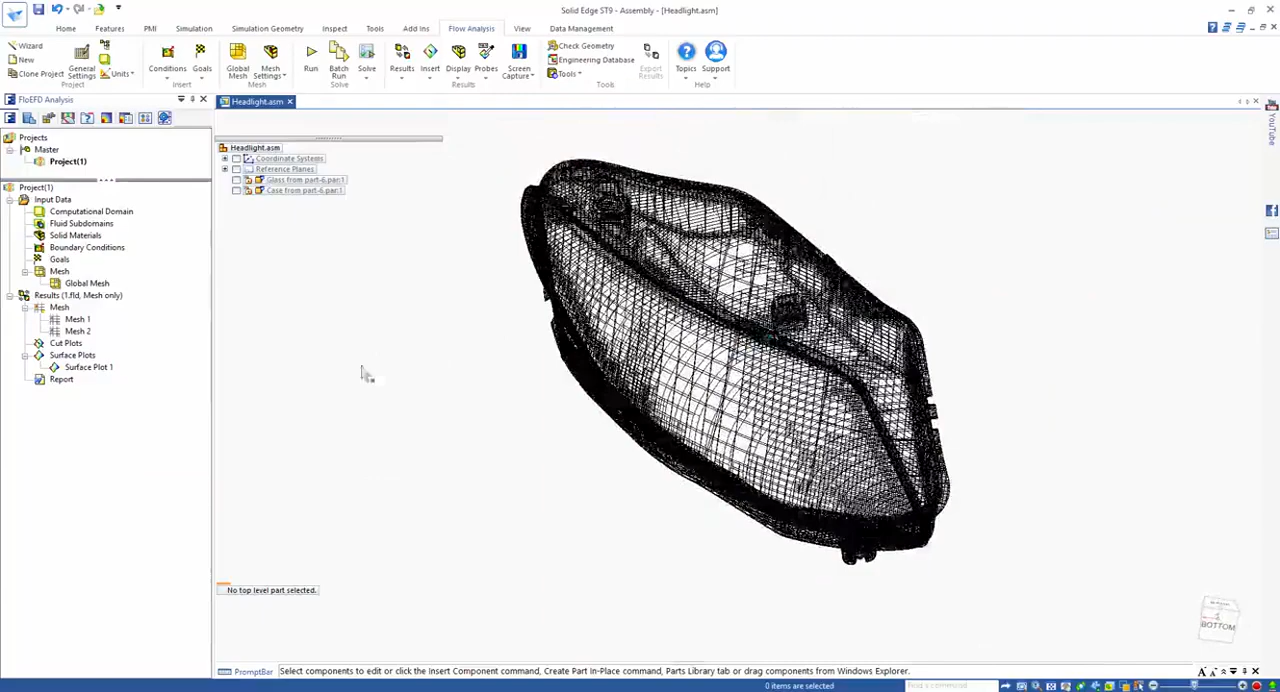 Solid Edge ST9 - Assembly - [Headlight.asm]
Home Features PMI Simulation Simulation Geometry Inspect Tools Add Ins Flow Analysis View Data Management
Wizard
New
Clone Project
General Settings
Units
Project
Conditions
Goals
Insert
Global Mesh
Mesh Settings
Mesh
Run
Batch Run
Solve
Solve
Results
Insert
Display
Probes
Screen Capture
Results
Check Geometry
Engineering Database
Tools
Export Results
Tools
Topics
Support
Help
FloEFD Analysis
Headlight.asm
YouTube
Projects
Master
Project(1)
Project(1)
Input Data
Computational Domain
Fluid Subdomains
Solid Materials
Boundary Conditions
Goals
Mesh
Global Mesh
Results (1.fld, Mesh only)
Mesh
Mesh 1
Mesh 2
Cut Plots
Surface Plots
Surface Plot 1
Report
Headlight.asm
Coordinate Systems
Reference Planes
Glass from part-6.par:1
Case from part-6.par:1
No top level part selected.
BOTTOM
PromptBar
Select components to edit or click the Insert Component command, Create Part In-Place command, Parts Library tab or drag components from Windows Explorer.
0 items are selected
Find a command